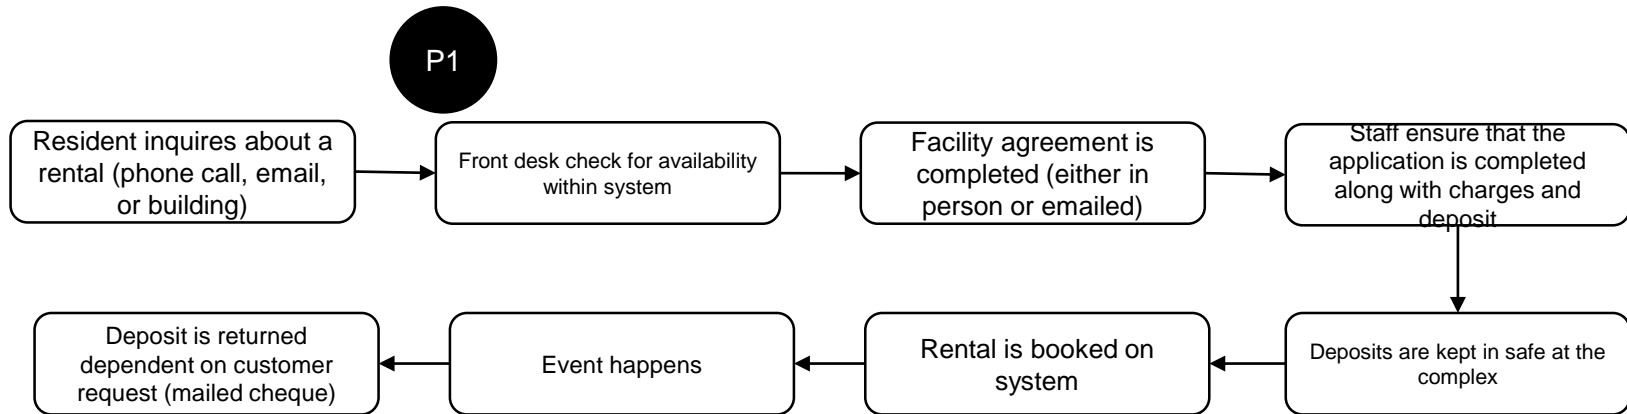 P1
Resident inquires about a
rental (phone call, email,
or building)
Front desk check for availability
within system
Facility agreement is
completed (either in
person or emailed)
Staff ensure that the
application is completed
along with charges and
deposit
Deposit is returned
dependent on customer
request (mailed cheque)
Event happens
Rental is booked on
system
Deposits are kept in safe at the
complex